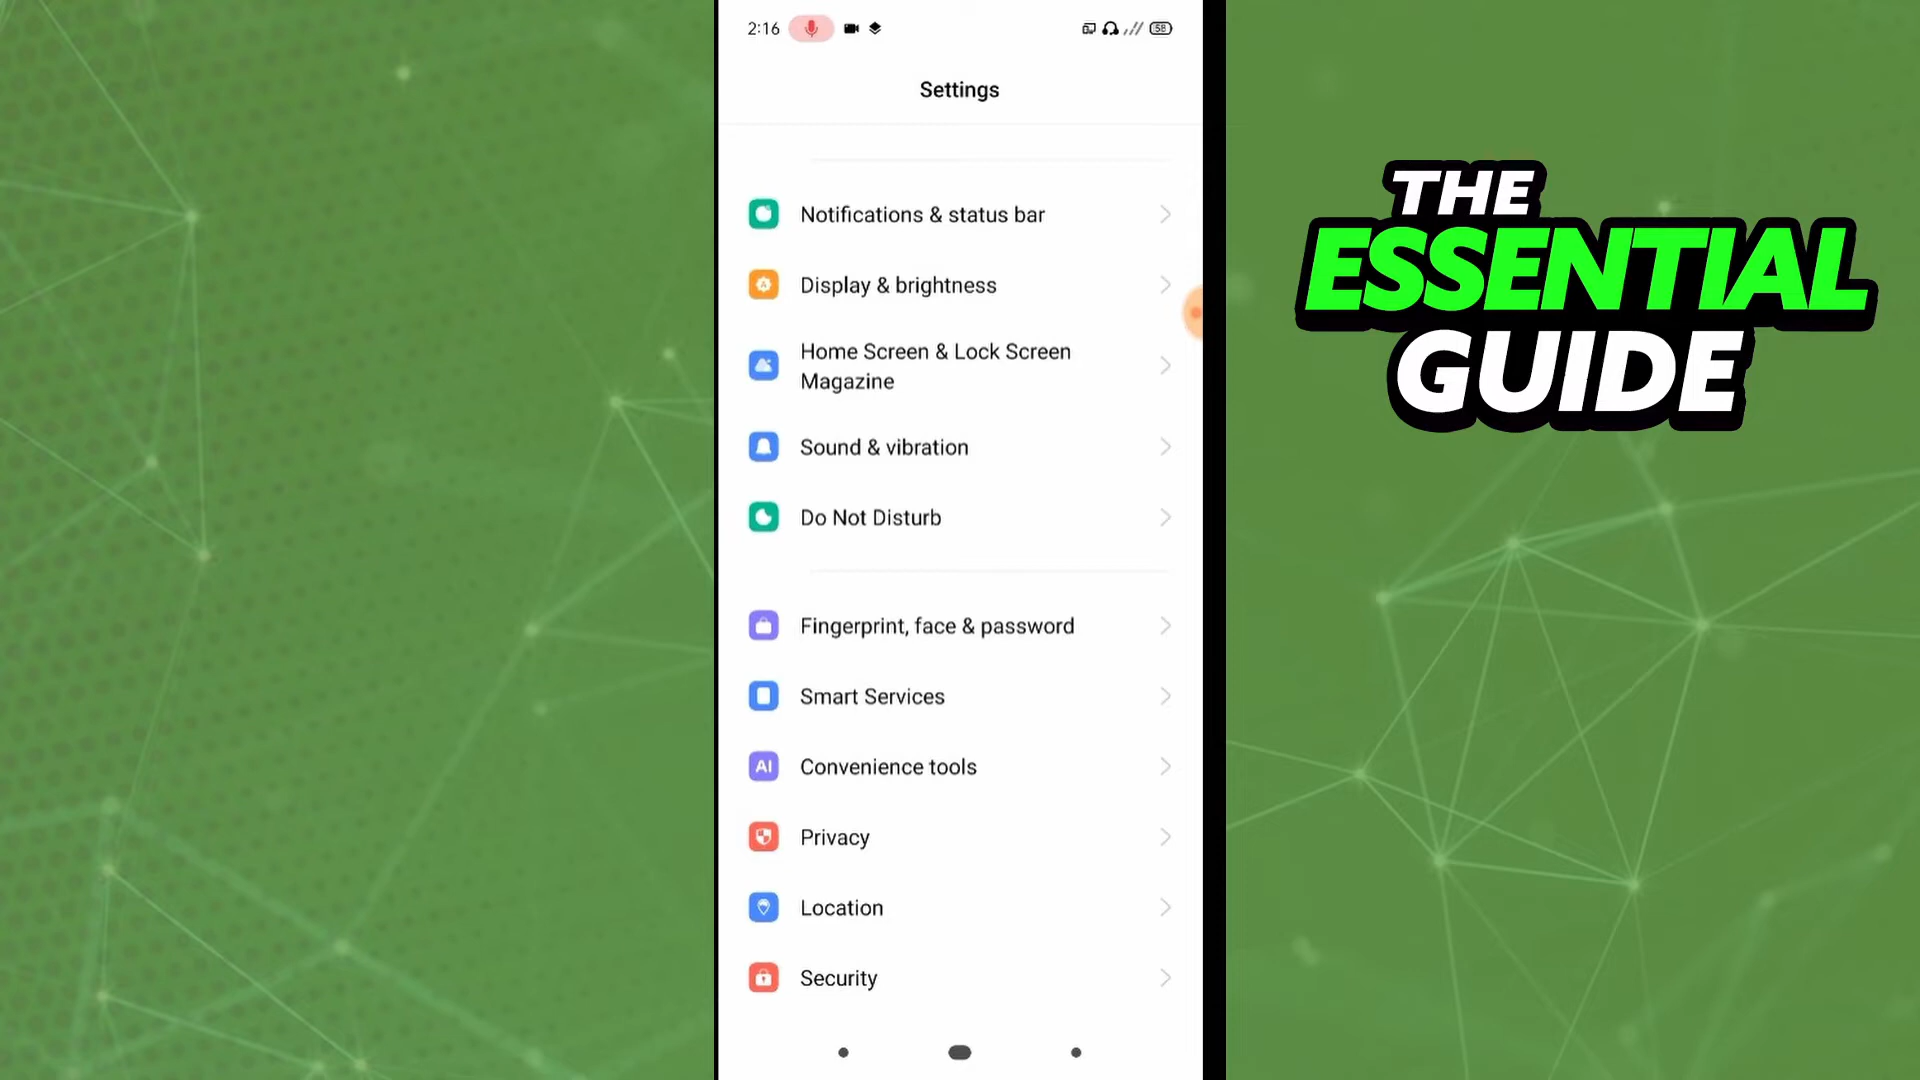 2:16
58
Settings
Notifications & status bar
Display & brightness
Home Screen & Lock Screen
Magazine
Sound & vibration
Do Not Disturb
Fingerprint, face & password
Smart Services
AI
Convenience tools
Privacy
Location
Security
THE
ESSENTIAL
GUIDE